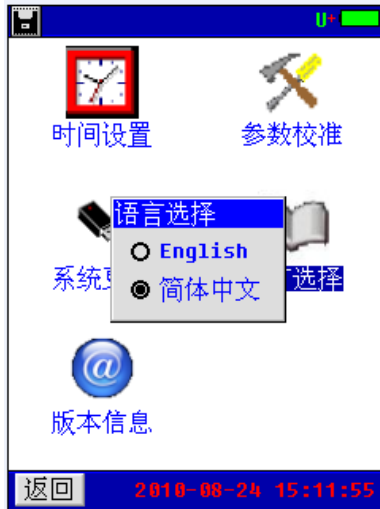 U+
时间设置 参数校准
语言选择
English
简体中文
系统 选择
版本信息
返回 2010-08-24 15:11:55